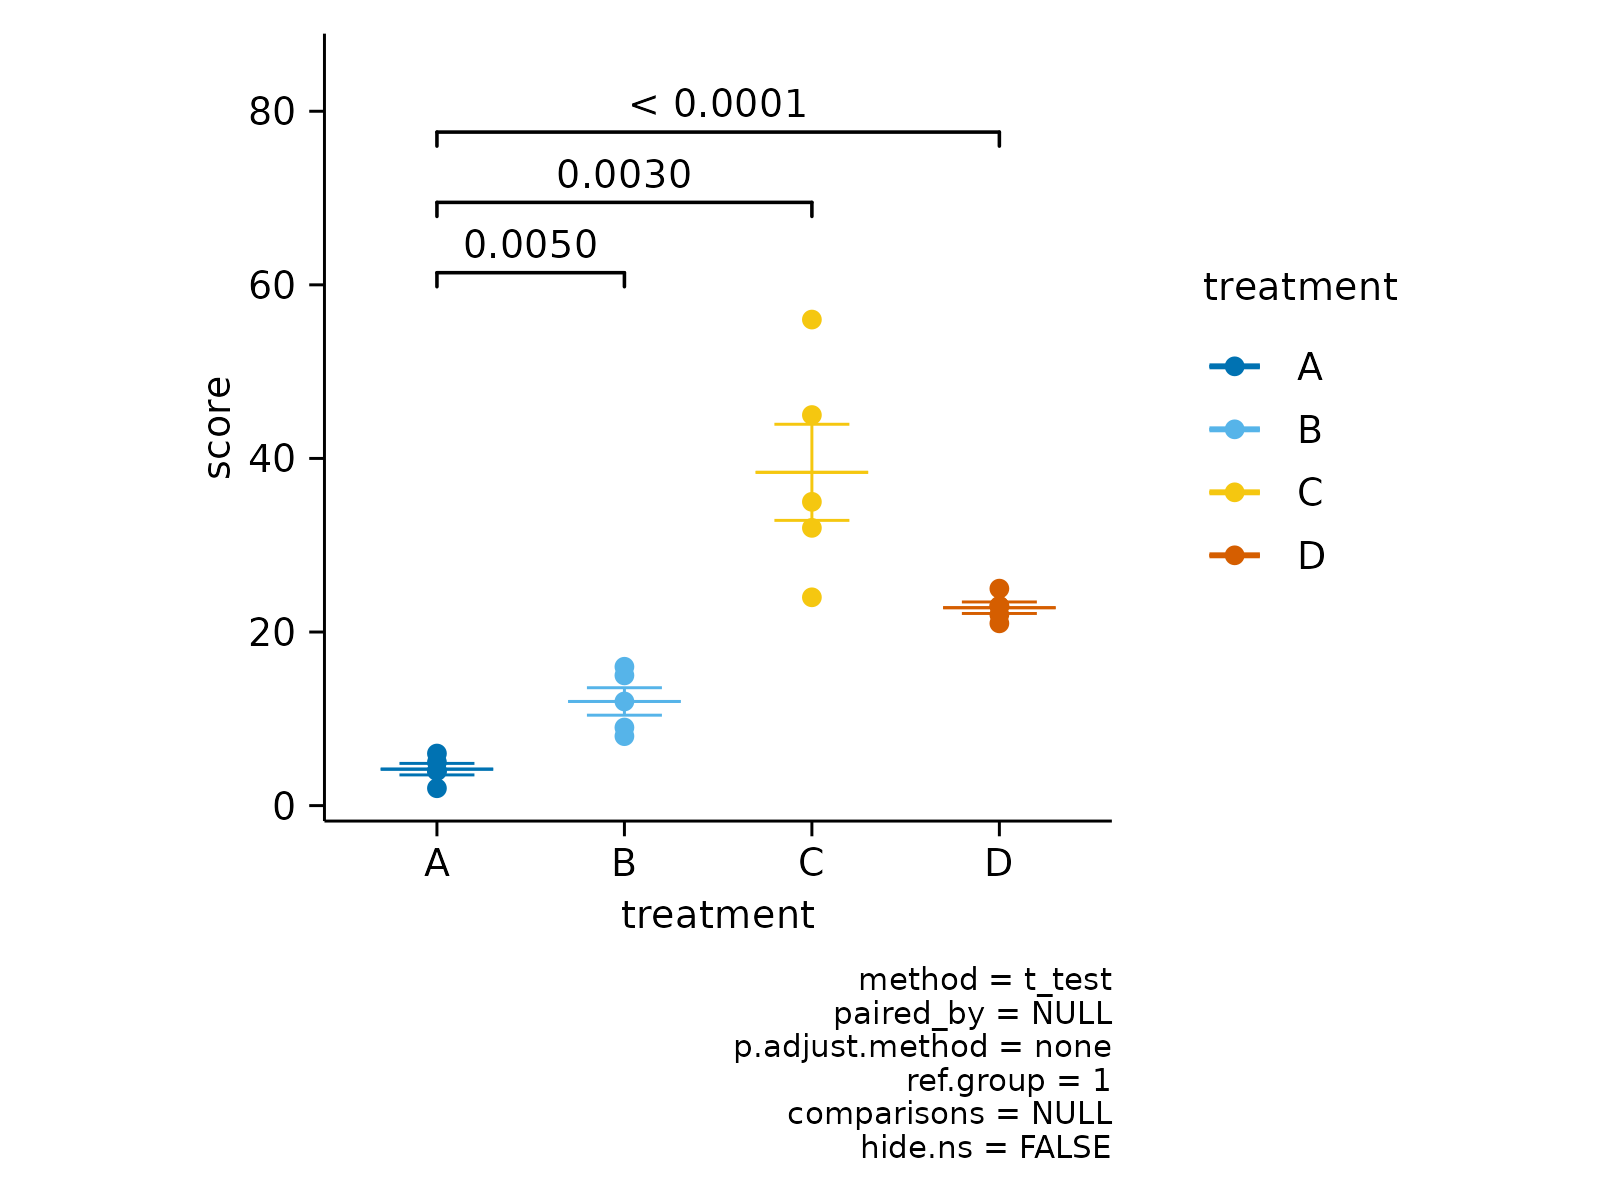 80
60
40
20
0
score
< 0.0001
0.0030
0.0050
A
B
C
D
treatment
treatment
A
B
C
D
method = t_test
paired_by = NULL
p.adjust.method = none
ref.group = 1
comparisons = NULL
hide.ns = FALSE